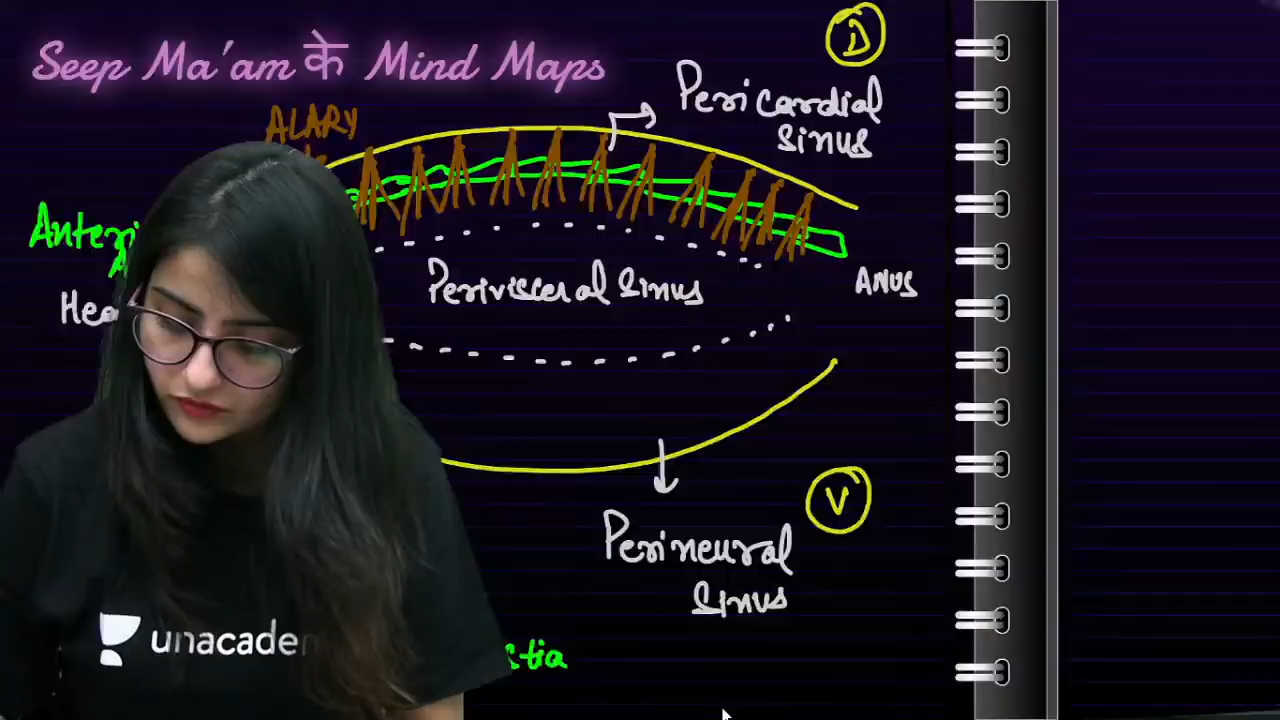 Seep Ma'am के Mind Maps
D
Pericardial
Sinus
ALARY
Perivisceral Sinus
ANUS
V
Perineural
Sinus
unacade